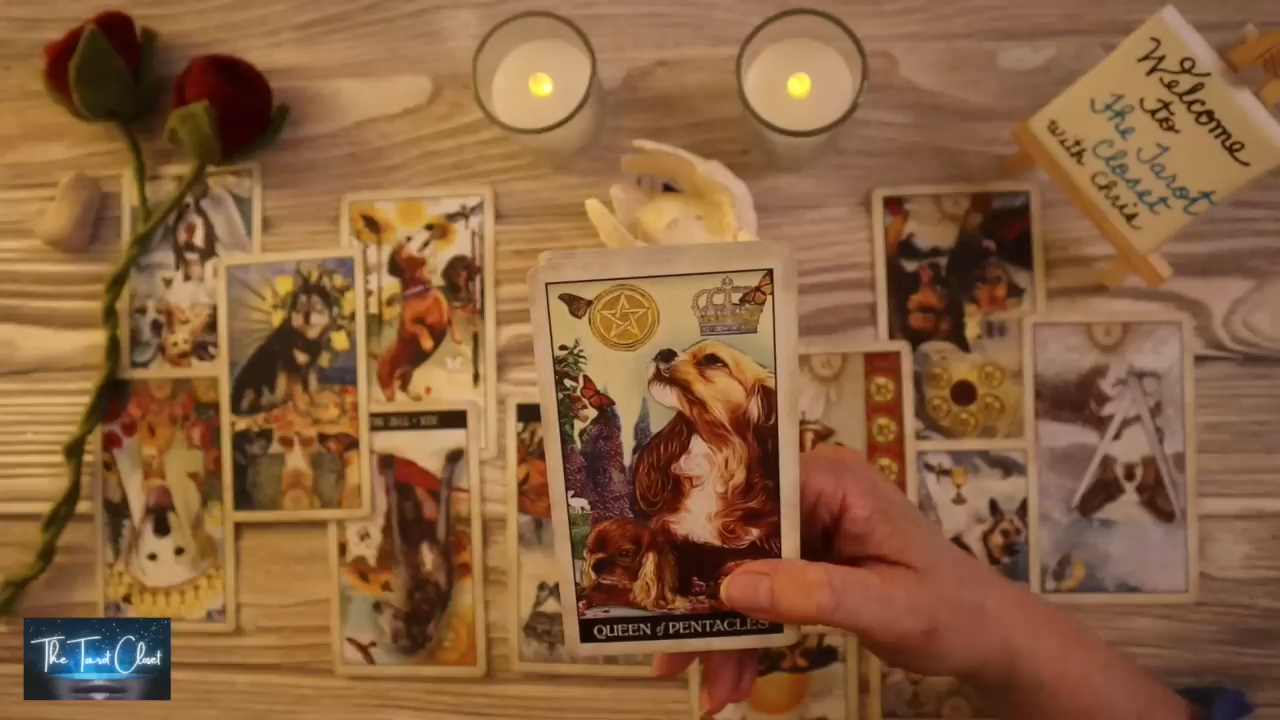 Welcome
to
The Tarot
Closet
with Chris
QUEEN of PENTACLES
The Tarot Closet